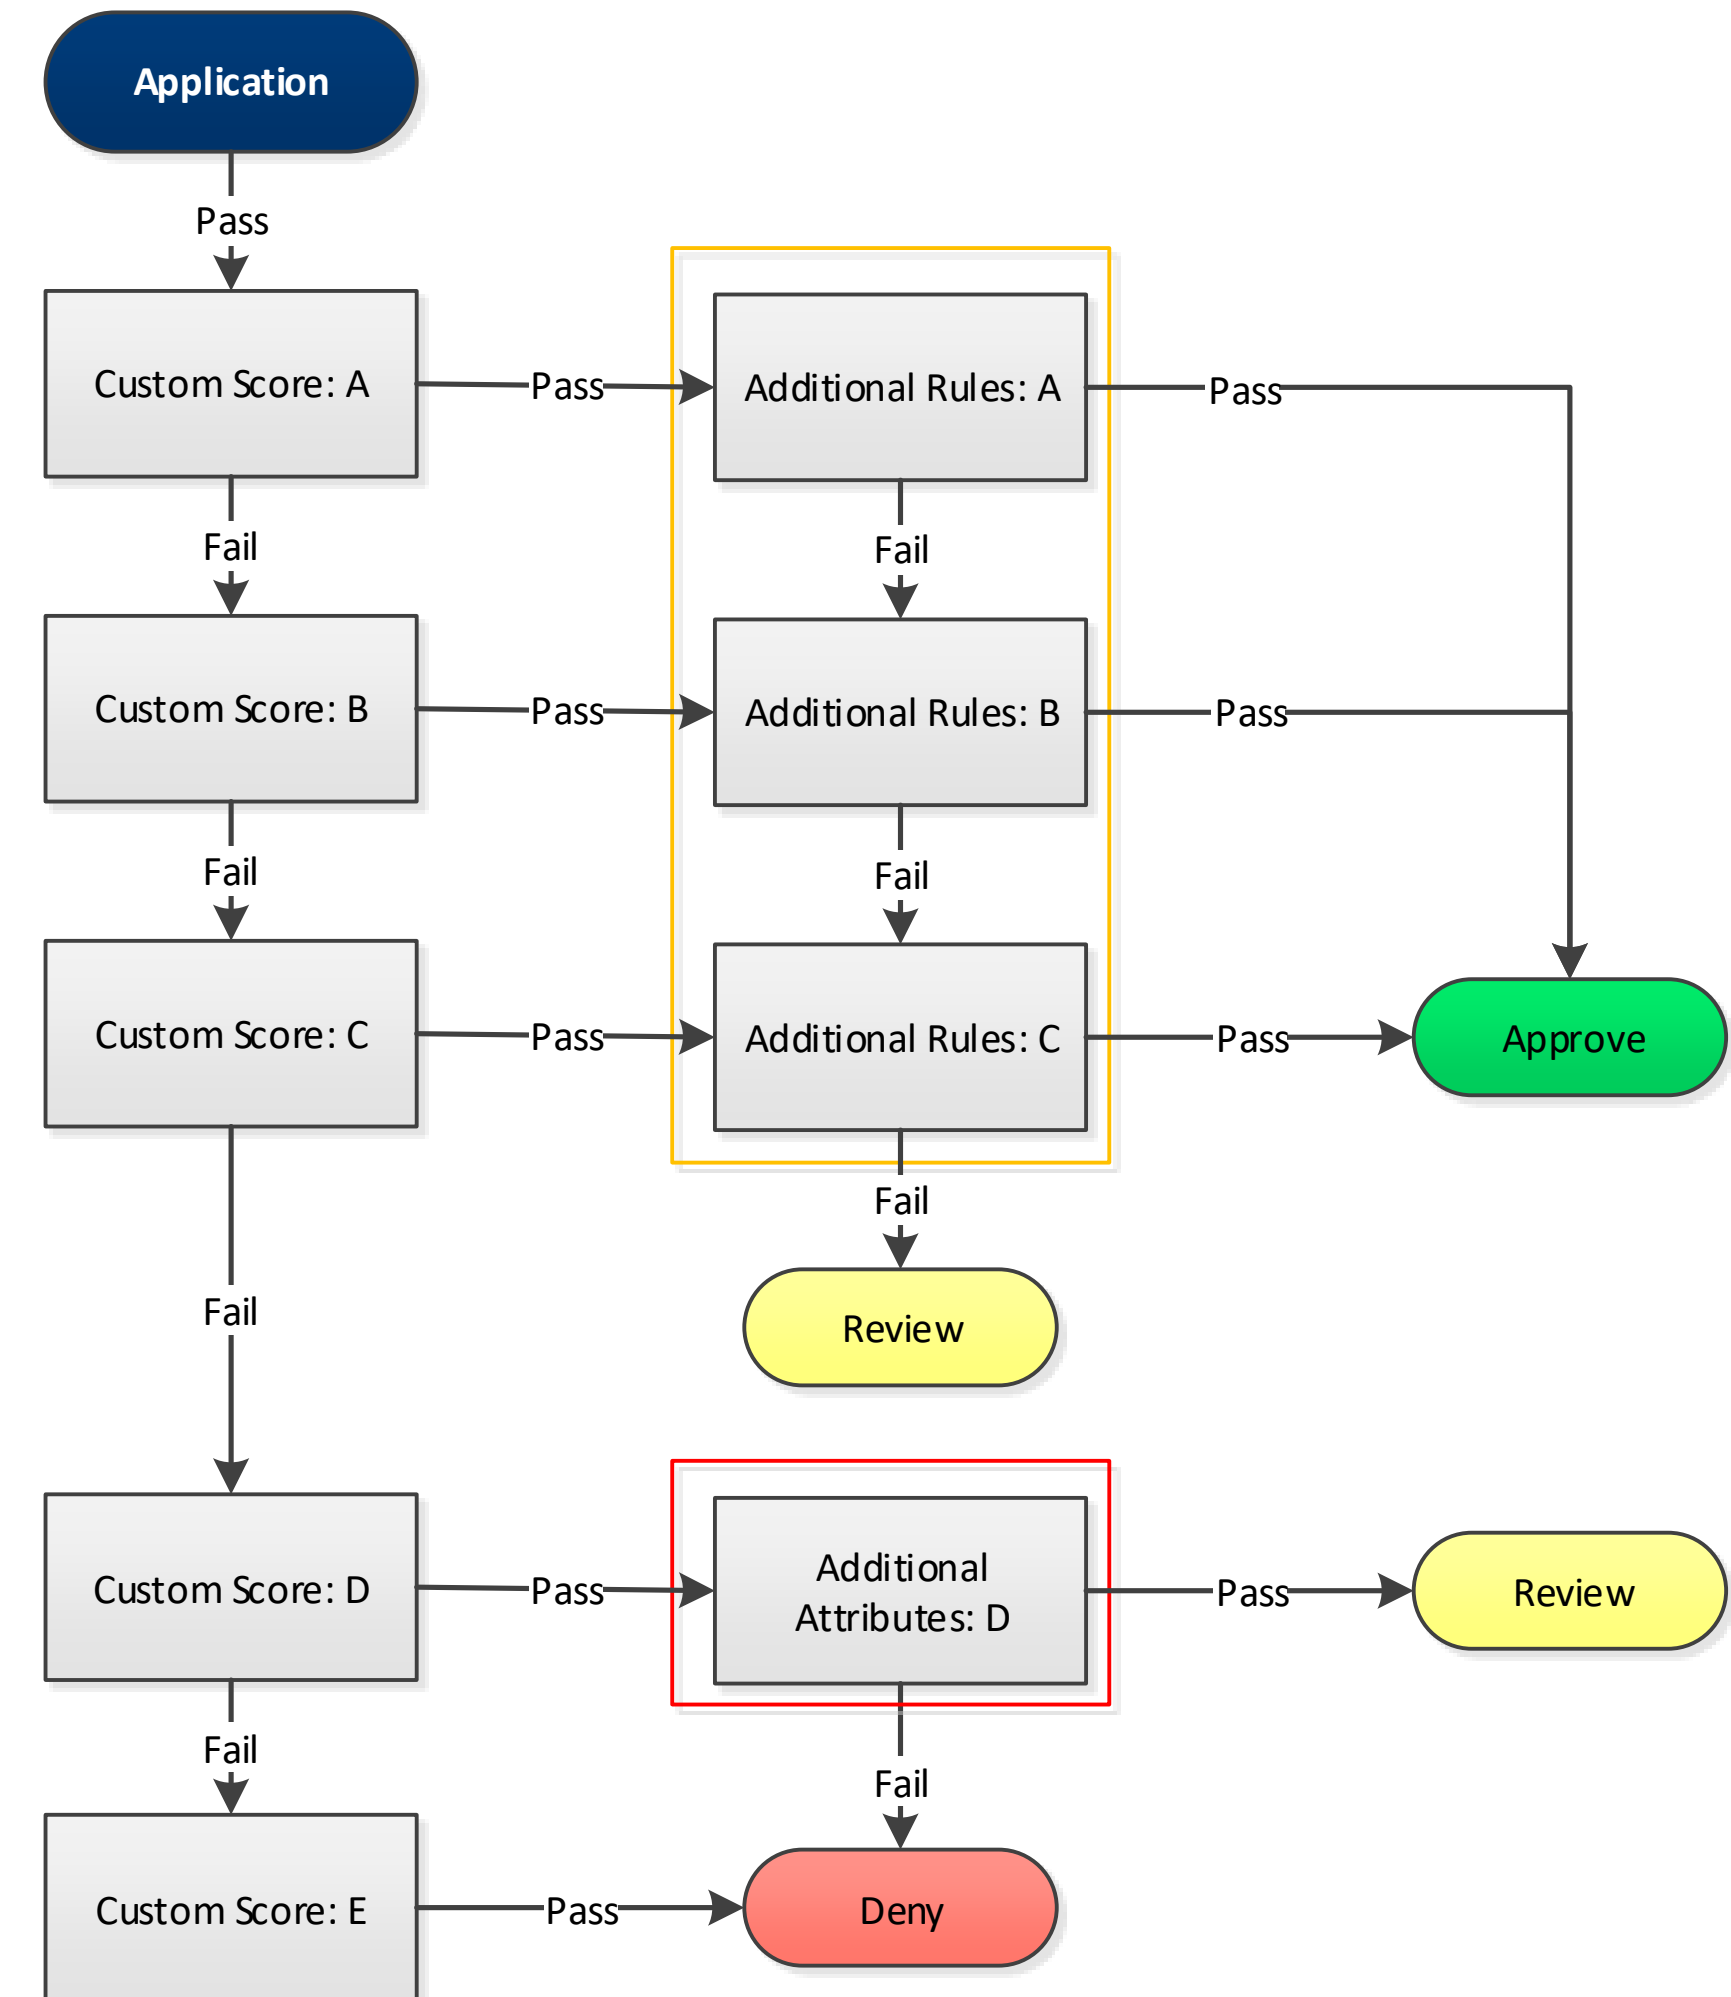 Application
Pass
Custom Score: A
Pass
Additional Rules: A
Pass
Fail
Fail
Custom Score: B
Pass
Additional Rules: B
Pass
Fail
Fail
Custom Score: C
Pass
Additional Rules: C
Pass
Approve
Fail
Fail
Review
Custom Score: D
Pass
Additional
Attributes: D
Pass
Review
Fail
Fail
Custom Score: E
Pass
Deny